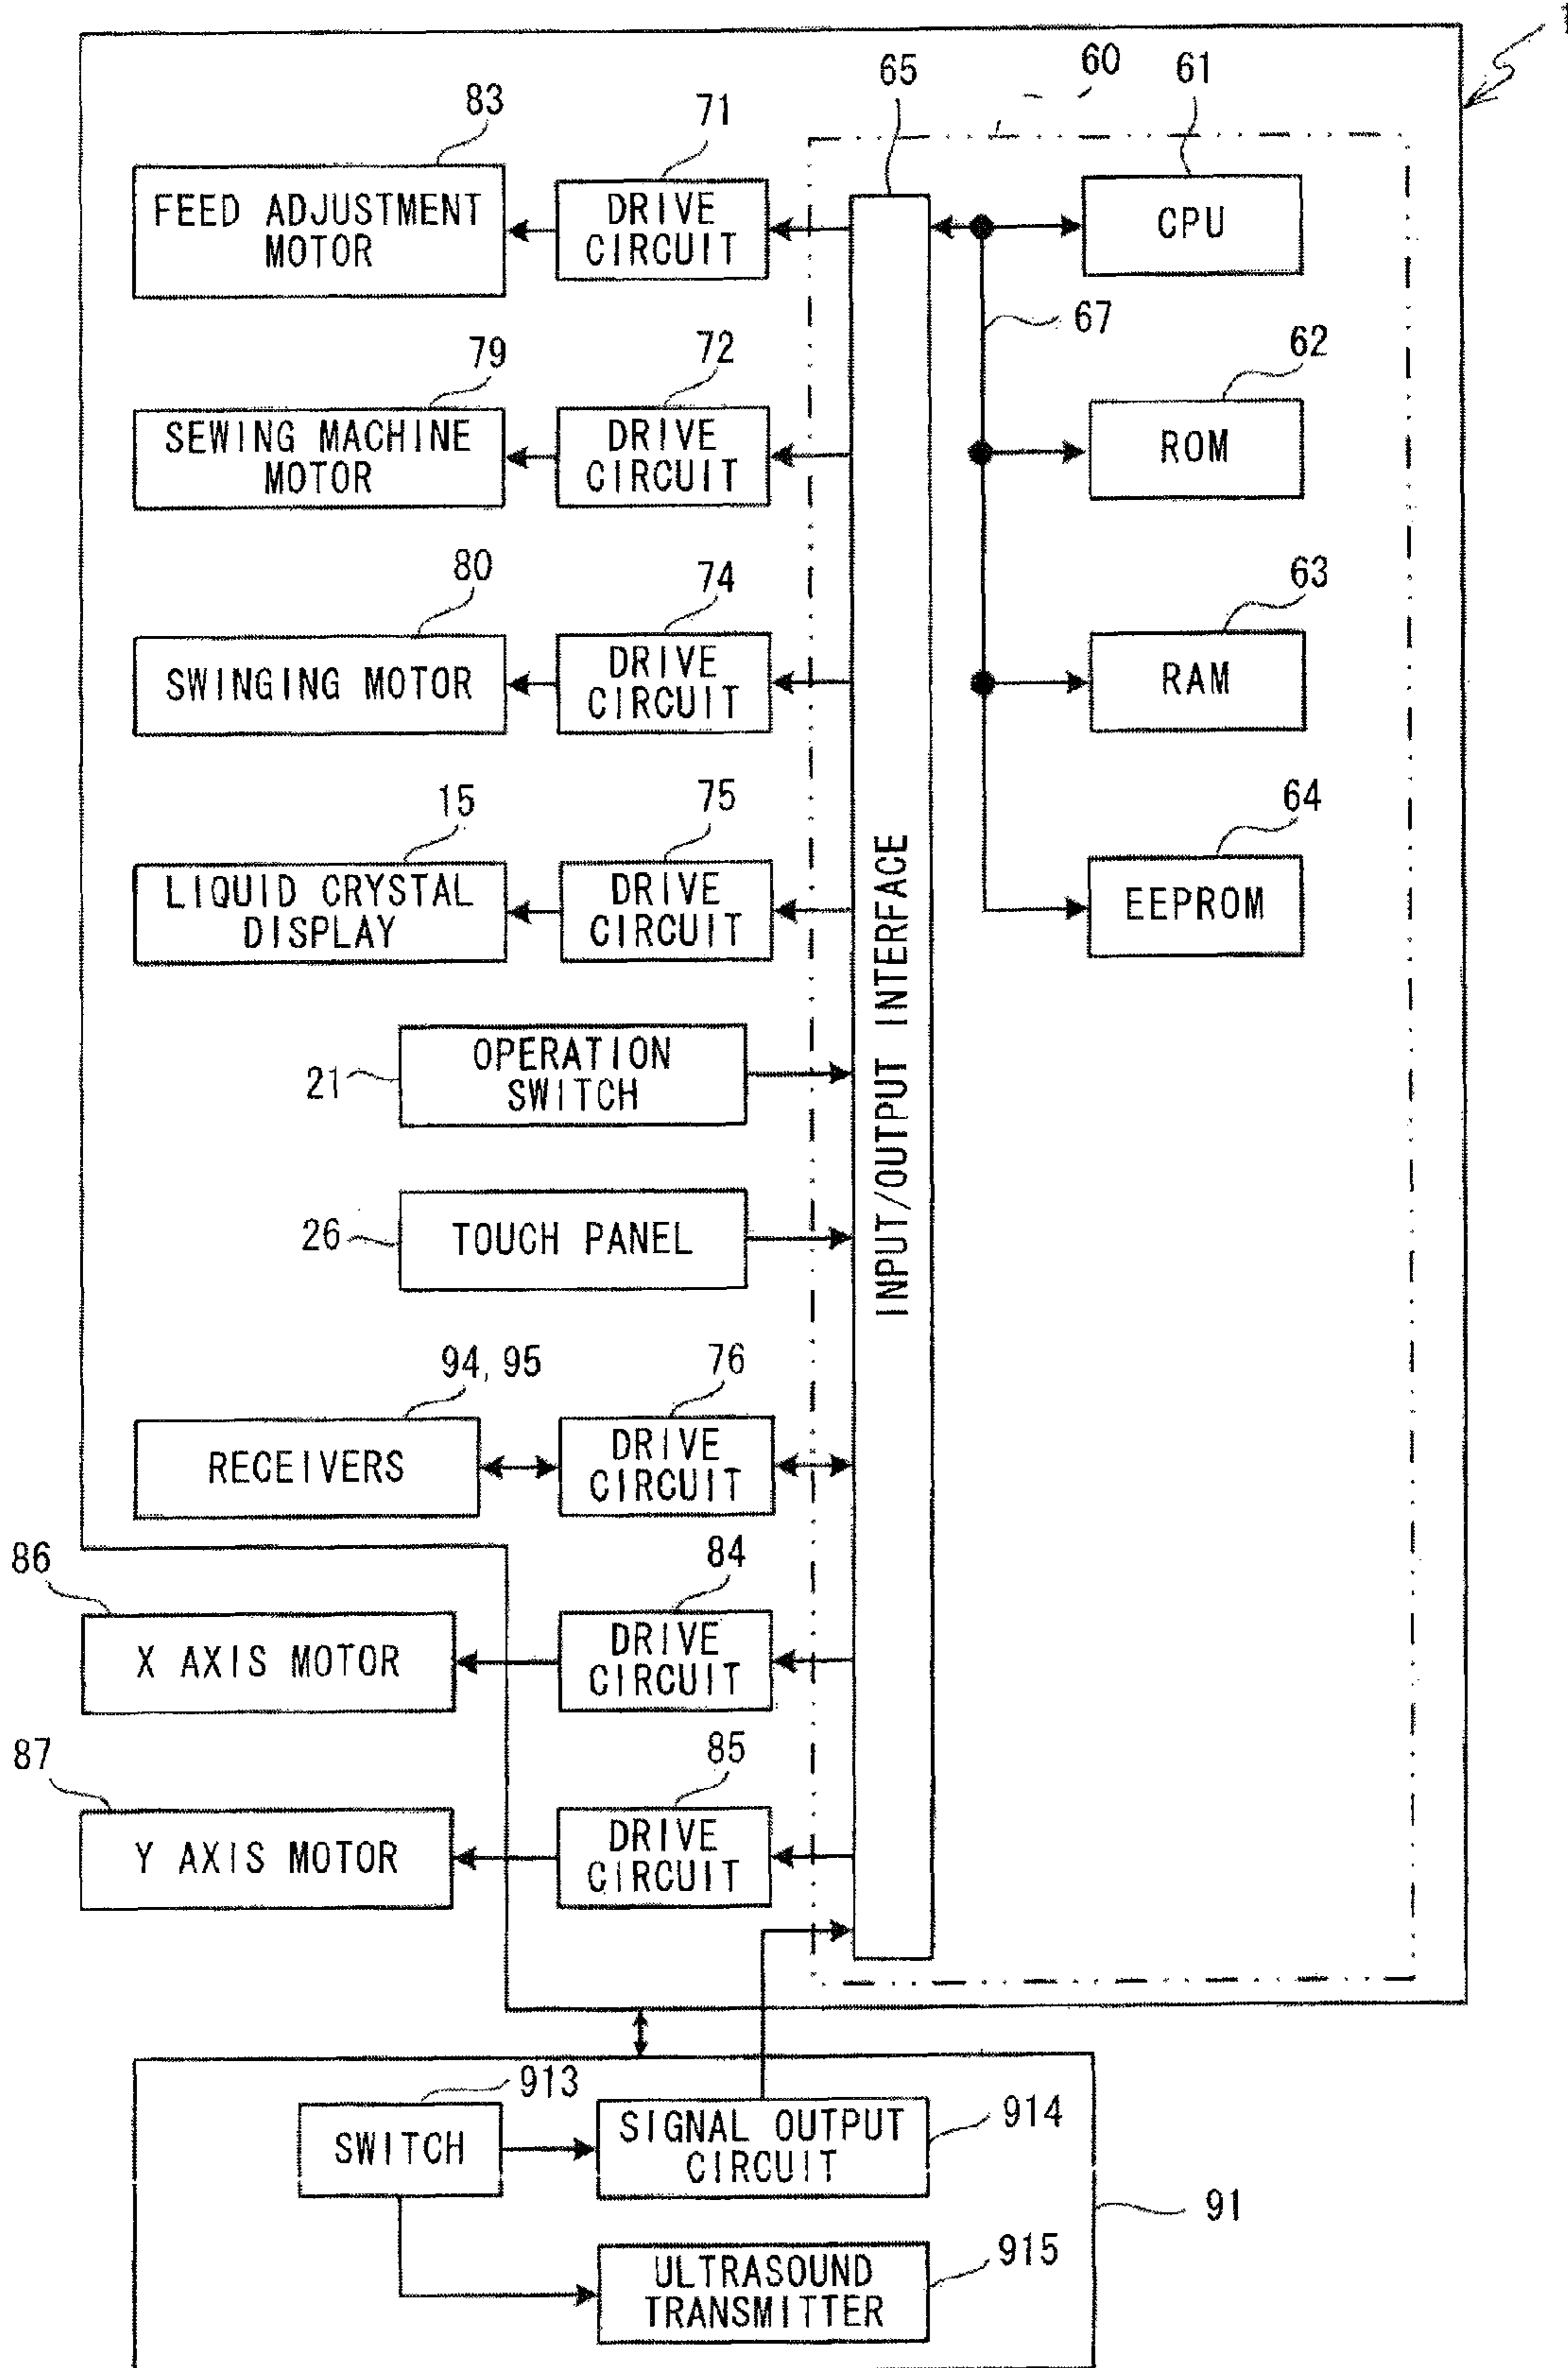 65
60
61
83
71
FEED ADJUSTMENT
MOTOR
DRIVE
CIRCUIT
CPU
67
79
72
62
SEWING MACHINE
MOTOR
DRIVE
CIRCUIT
ROM
80
74
63
SWINGING MOTOR
DRIVE
CIRCUIT
RAM
15
75
64
LIQUID CRYSTAL
DISPLAY
DRIVE
CIRCUIT
EEPROM
INPUT/OUTPUT INTERFACE
21
OPERATION
SWITCH
26
TOUCH PANEL
94, 95
76
RECEIVERS
DRIVE
CIRCUIT
86
84
X AXIS MOTOR
DRIVE
CIRCUIT
87
85
Y AXIS MOTOR
DRIVE
CIRCUIT
913
SWITCH
SIGNAL OUTPUT
CIRCUIT
914
91
ULTRASOUND
TRANSMITTER
915